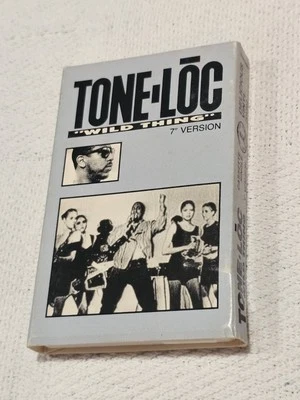 TONE-LŌC
"WILD THING"
7" VERSION
TONE-LŌC